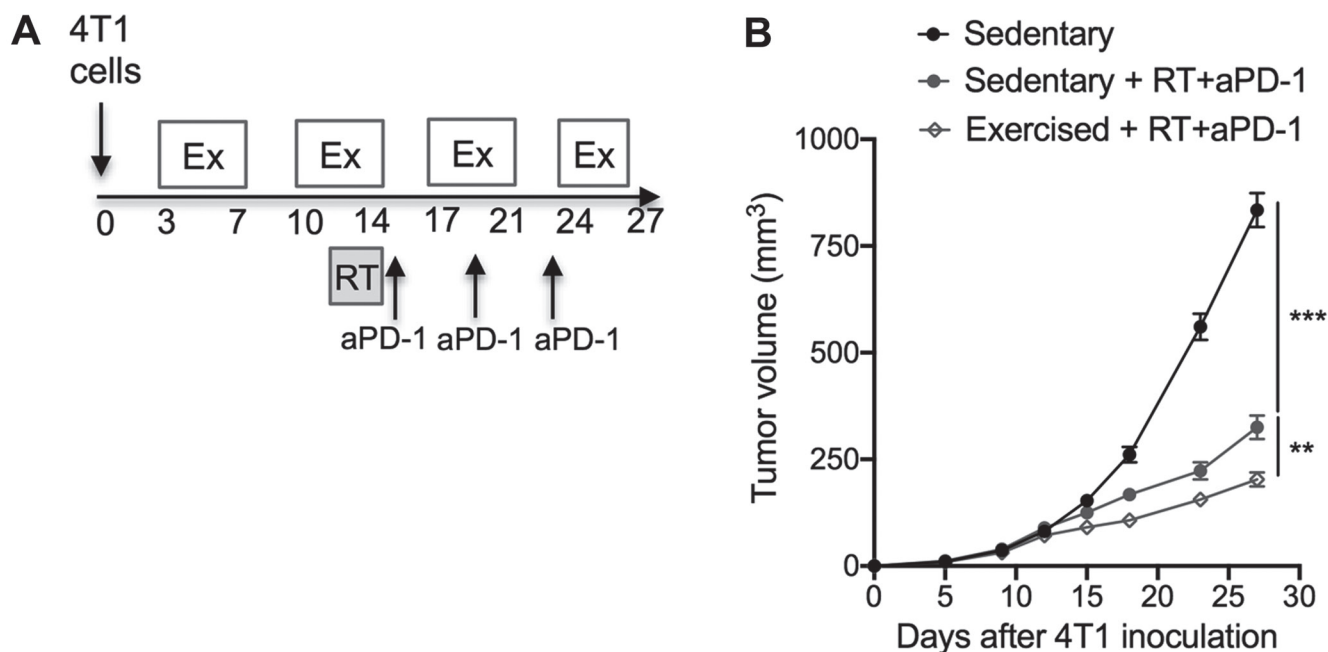 A
4T1
cells
Ex Ex Ex Ex
0 3 7 10 14 17 21 24 27
RT
aPD-1 aPD-1 aPD-1
B
Sedentary
Sedentary + RT+aPD-1
Exercised + RT+aPD-1
Tumor volume (mm³)
1000
750
500
250
0
***
**
0 5 10 15 20 25 30
Days after 4T1 inoculation